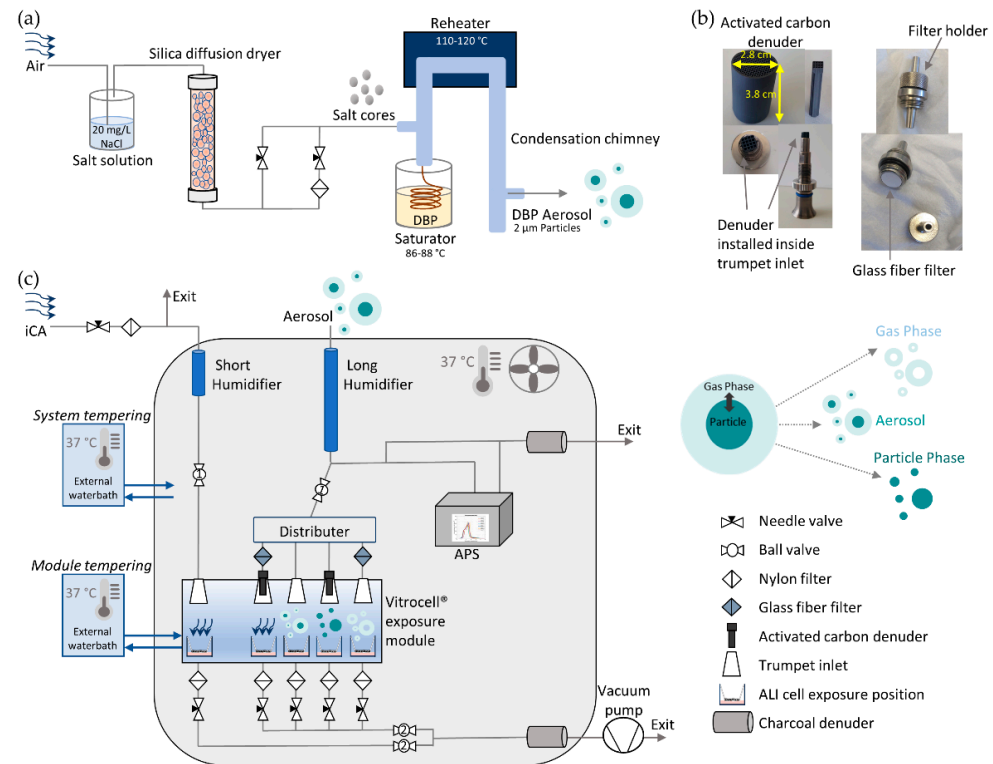 (a)
Air
Silica diffusion dryer
20 mg/L
NaCl
Salt solution
Salt cores
Reheater
110-120 °C
Condensation chimney
DBP
Saturator
86-88 °C
DBP Aerosol
2 µm Particles
(b)
Activated carbon
denuder
2.8 cm
3.8 cm
Filter holder
Denuder
installed inside
trumpet inlet
Glass fiber filter
(c)
iCA
Exit
Aerosol
Short
Humidifier
Long
Humidifier
37 °C
System tempering
37 °C
External
waterbath
1
2
Exit
Distributer
APS
Module tempering
37 °C
External
waterbath
Vitrocell®
exposure
module
2
2
Vacuum
pump
Exit
Gas Phase
Particle
Gas Phase
Aerosol
Particle Phase
Needle valve
Ball valve
Nylon filter
Glass fiber filter
Activated carbon denuder
Trumpet inlet
ALI cell exposure position
Charcoal denuder